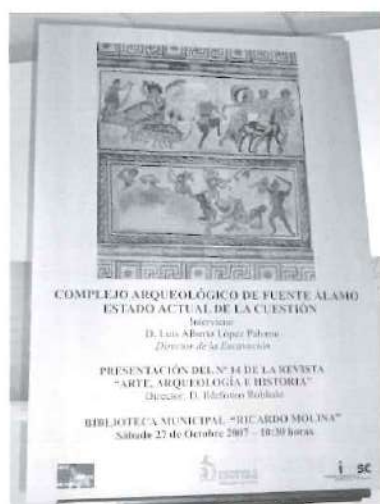 COMPLEJO ARQUEOLÓGICO DE FUENTE ÁLAMO
ESTADO ACTUAL DE LA CUESTIÓN
Interviene
D. Luis Alberto López Palomo
Director de la Excavación
PRESENTACIÓN DEL Nº 14 DE LA REVISTA
"ARTE, ARQUEOLOGÍA E HISTORIA"
Director, D. Ildefonso Robledo
BIBLIOTECA MUNICIPAL "RICARDO MOLINA"
Sábado 27 de Octubre 2007 – 10:30 horas